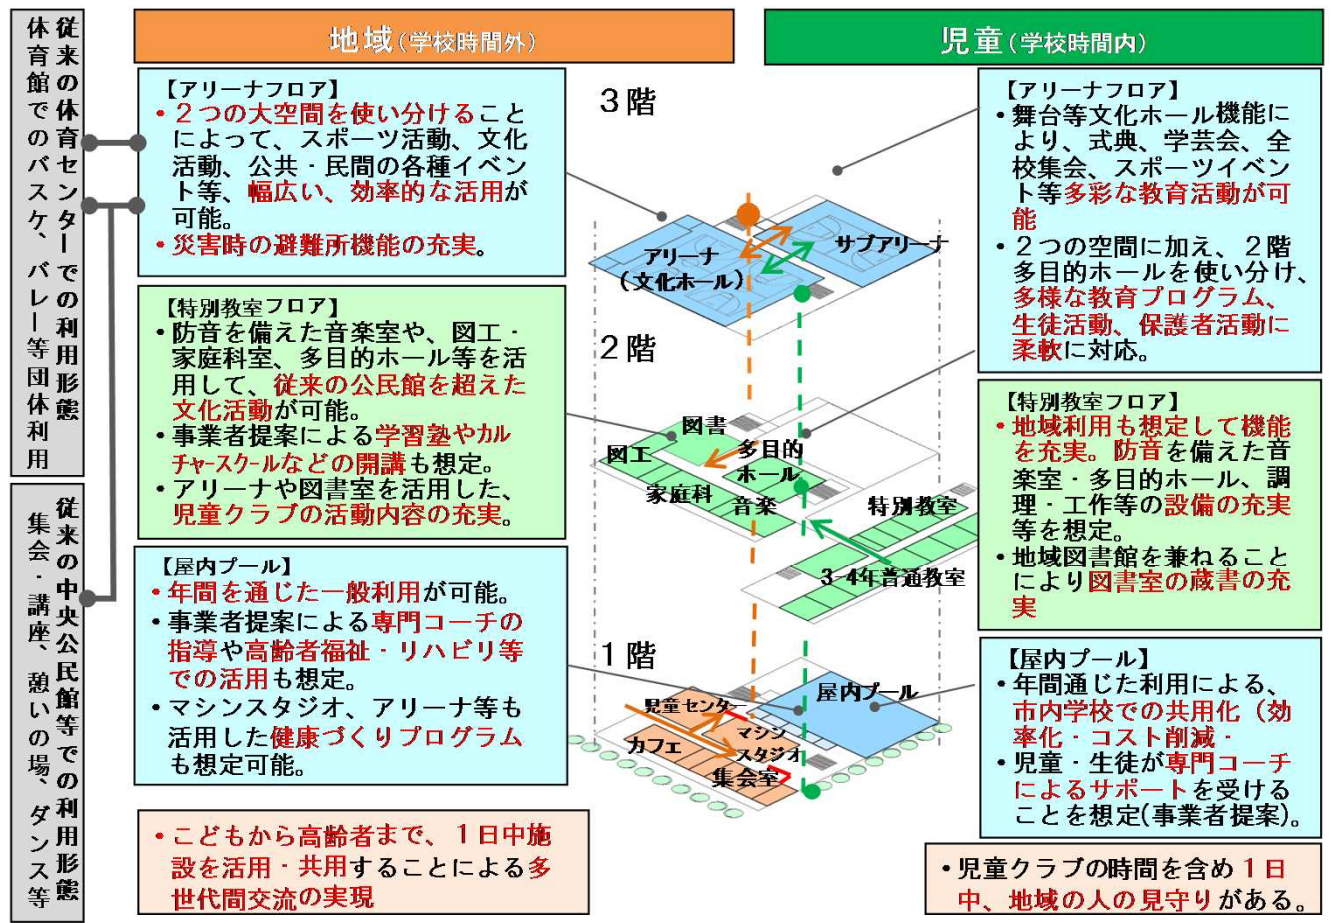 従来の体育センターでの利用形態
体育館でのバスケ、バレー等団体利用
従来の中央公民館等での利用形態
集会・講座、憩いの場、ダンス等
地域(学校時間外)
【アリーナフロア】
・２つの大空間を使い分けること
によって、スポーツ活動、文化
活動、公共・民間の各種イベン
ト等、幅広い、効率的な活用が
可能。
・災害時の避難所機能の充実。
【特別教室フロア】
・防音を備えた音楽室や、図工・
家庭科室、多目的ホール等を活
用して、従来の公民館を超えた
文化活動が可能。
・事業者提案による学習塾やカル
チャースクールなどの開講も想定。
・アリーナや図書室を活用した、
児童クラブの活動内容の充実。
【屋内プール】
・年間を通じた一般利用が可能。
・事業者提案による専門コーチの
指導や高齢者福祉・リハビリ等
での活用も想定。
・マシンスタジオ、アリーナ等も
活用した健康づくりプログラム
も想定可能。
・こどもから高齢者まで、１日中施
設を活用・共用することによる多
世代間交流の実現
３階
アリーナ
(文化ホール)
サブアリーナ
２階
図書
図工
多目的
ホール
家庭科
音楽
特別教室
3-4年普通教室
１階
屋内プール
児童センター
マシン
スタジオ
カフェ
集会室
児童(学校時間内)
【アリーナフロア】
・舞台等文化ホール機能に
より、式典、学芸会、全
校集会、スポーツイベン
ト等多彩な教育活動が可
能
・２つの空間に加え、２階
多目的ホールを使い分け、
多様な教育プログラム、
生徒活動、保護者活動に
柔軟に対応。
【特別教室フロア】
・地域利用も想定して機能
を充実。防音を備えた音
楽室・多目的ホール、調
理・工作等の設備の充実
等を想定。
・地域図書館を兼ねること
により図書室の蔵書の充
実
【屋内プール】
・年間通じた利用による、
市内学校での共用化（効
率化・コスト削減・
・児童・生徒が専門コーチ
によるサポートを受ける
ことを想定(事業者提案)。
・児童クラブの時間を含め１日
中、地域の人の見守りがある。